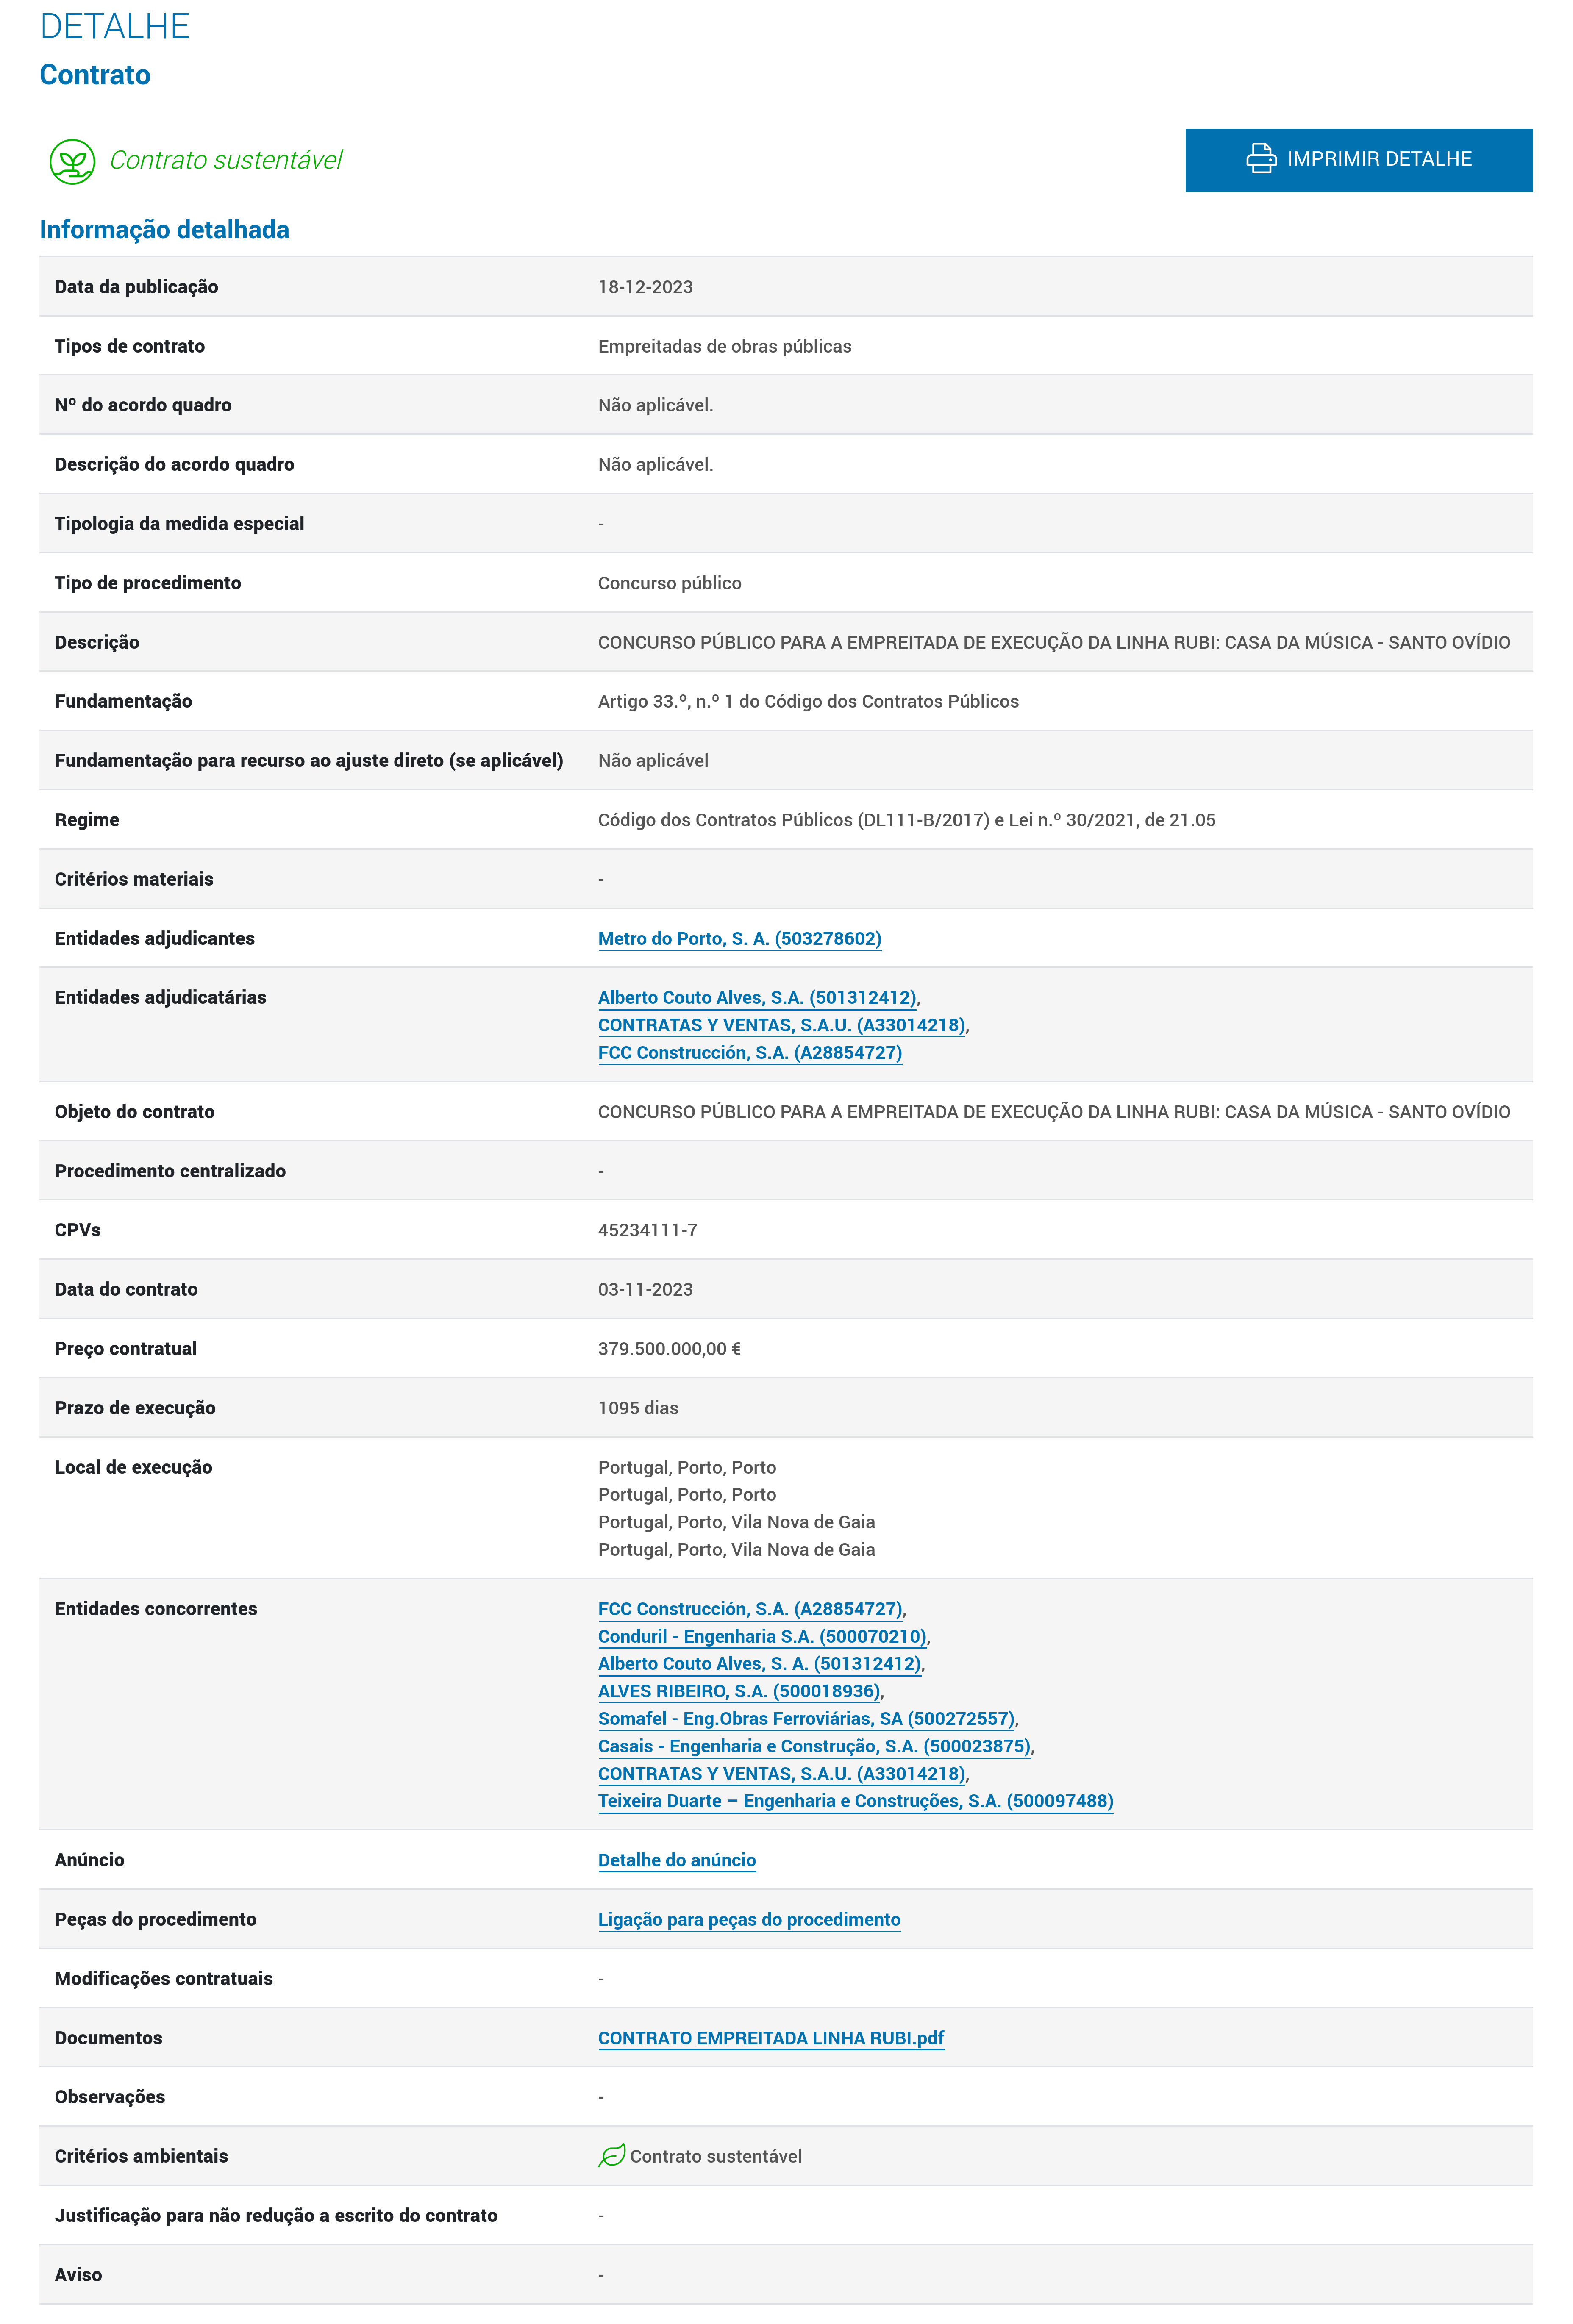 DETALHE
Contrato
Contrato sustentável
IMPRIMIR DETALHE
Informação detalhada
Data da publicação 18-12-2023
Tipos de contrato Empreitadas de obras públicas
Nº do acordo quadro Não aplicável.
Descrição do acordo quadro Não aplicável.
Tipologia da medida especial -
Tipo de procedimento Concurso público
Descrição CONCURSO PÚBLICO PARA A EMPREITADA DE EXECUÇÃO DA LINHA RUBI: CASA DA MÚSICA - SANTO OVÍDIO
Fundamentação Artigo 33.º, n.º 1 do Código dos Contratos Públicos
Fundamentação para recurso ao ajuste direto (se aplicável) Não aplicável
Regime Código dos Contratos Públicos (DL111-B/2017) e Lei n.º 30/2021, de 21.05
Critérios materiais -
Entidades adjudicantes Metro do Porto, S. A. (503278602)
Entidades adjudicatárias Alberto Couto Alves, S.A. (501312412),
CONTRATAS Y VENTAS, S.A.U. (A33014218),
FCC Construcción, S.A. (A28854727)
Objeto do contrato CONCURSO PÚBLICO PARA A EMPREITADA DE EXECUÇÃO DA LINHA RUBI: CASA DA MÚSICA - SANTO OVÍDIO
Procedimento centralizado -
CPVs 45234111-7
Data do contrato 03-11-2023
Preço contratual 379.500.000,00 €
Prazo de execução 1095 dias
Local de execução Portugal, Porto, Porto
Portugal, Porto, Porto
Portugal, Porto, Vila Nova de Gaia
Portugal, Porto, Vila Nova de Gaia
Entidades concorrentes FCC Construcción, S.A. (A28854727),
Conduril - Engenharia S.A. (500070210),
Alberto Couto Alves, S. A. (501312412),
ALVES RIBEIRO, S.A. (500018936),
Somafel - Eng.Obras Ferroviárias, SA (500272557),
Casais - Engenharia e Construção, S.A. (500023875),
CONTRATAS Y VENTAS, S.A.U. (A33014218),
Teixeira Duarte – Engenharia e Construções, S.A. (500097488)
Anúncio Detalhe do anúncio
Peças do procedimento Ligação para peças do procedimento
Modificações contratuais -
Documentos CONTRATO EMPREITADA LINHA RUBI.pdf
Observações -
Critérios ambientais Contrato sustentável
Justificação para não redução a escrito do contrato -
Aviso -